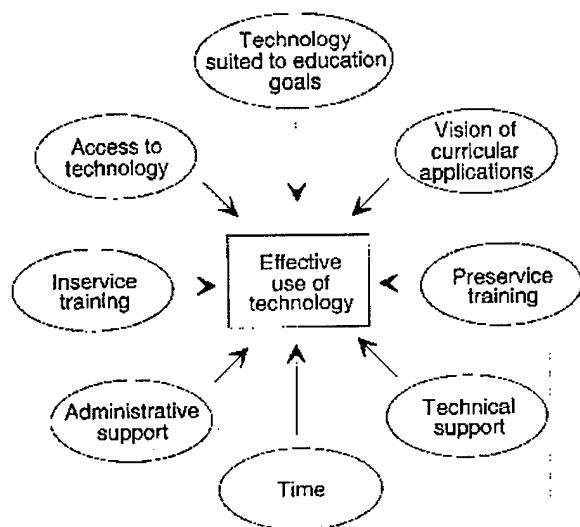 Technology
suited to education
goals
Access to
technology
Vision of
curricular
applications
Inservice
training
Effective
use of
technology
Preservice
training
Administrative
support
Technical
support
Time